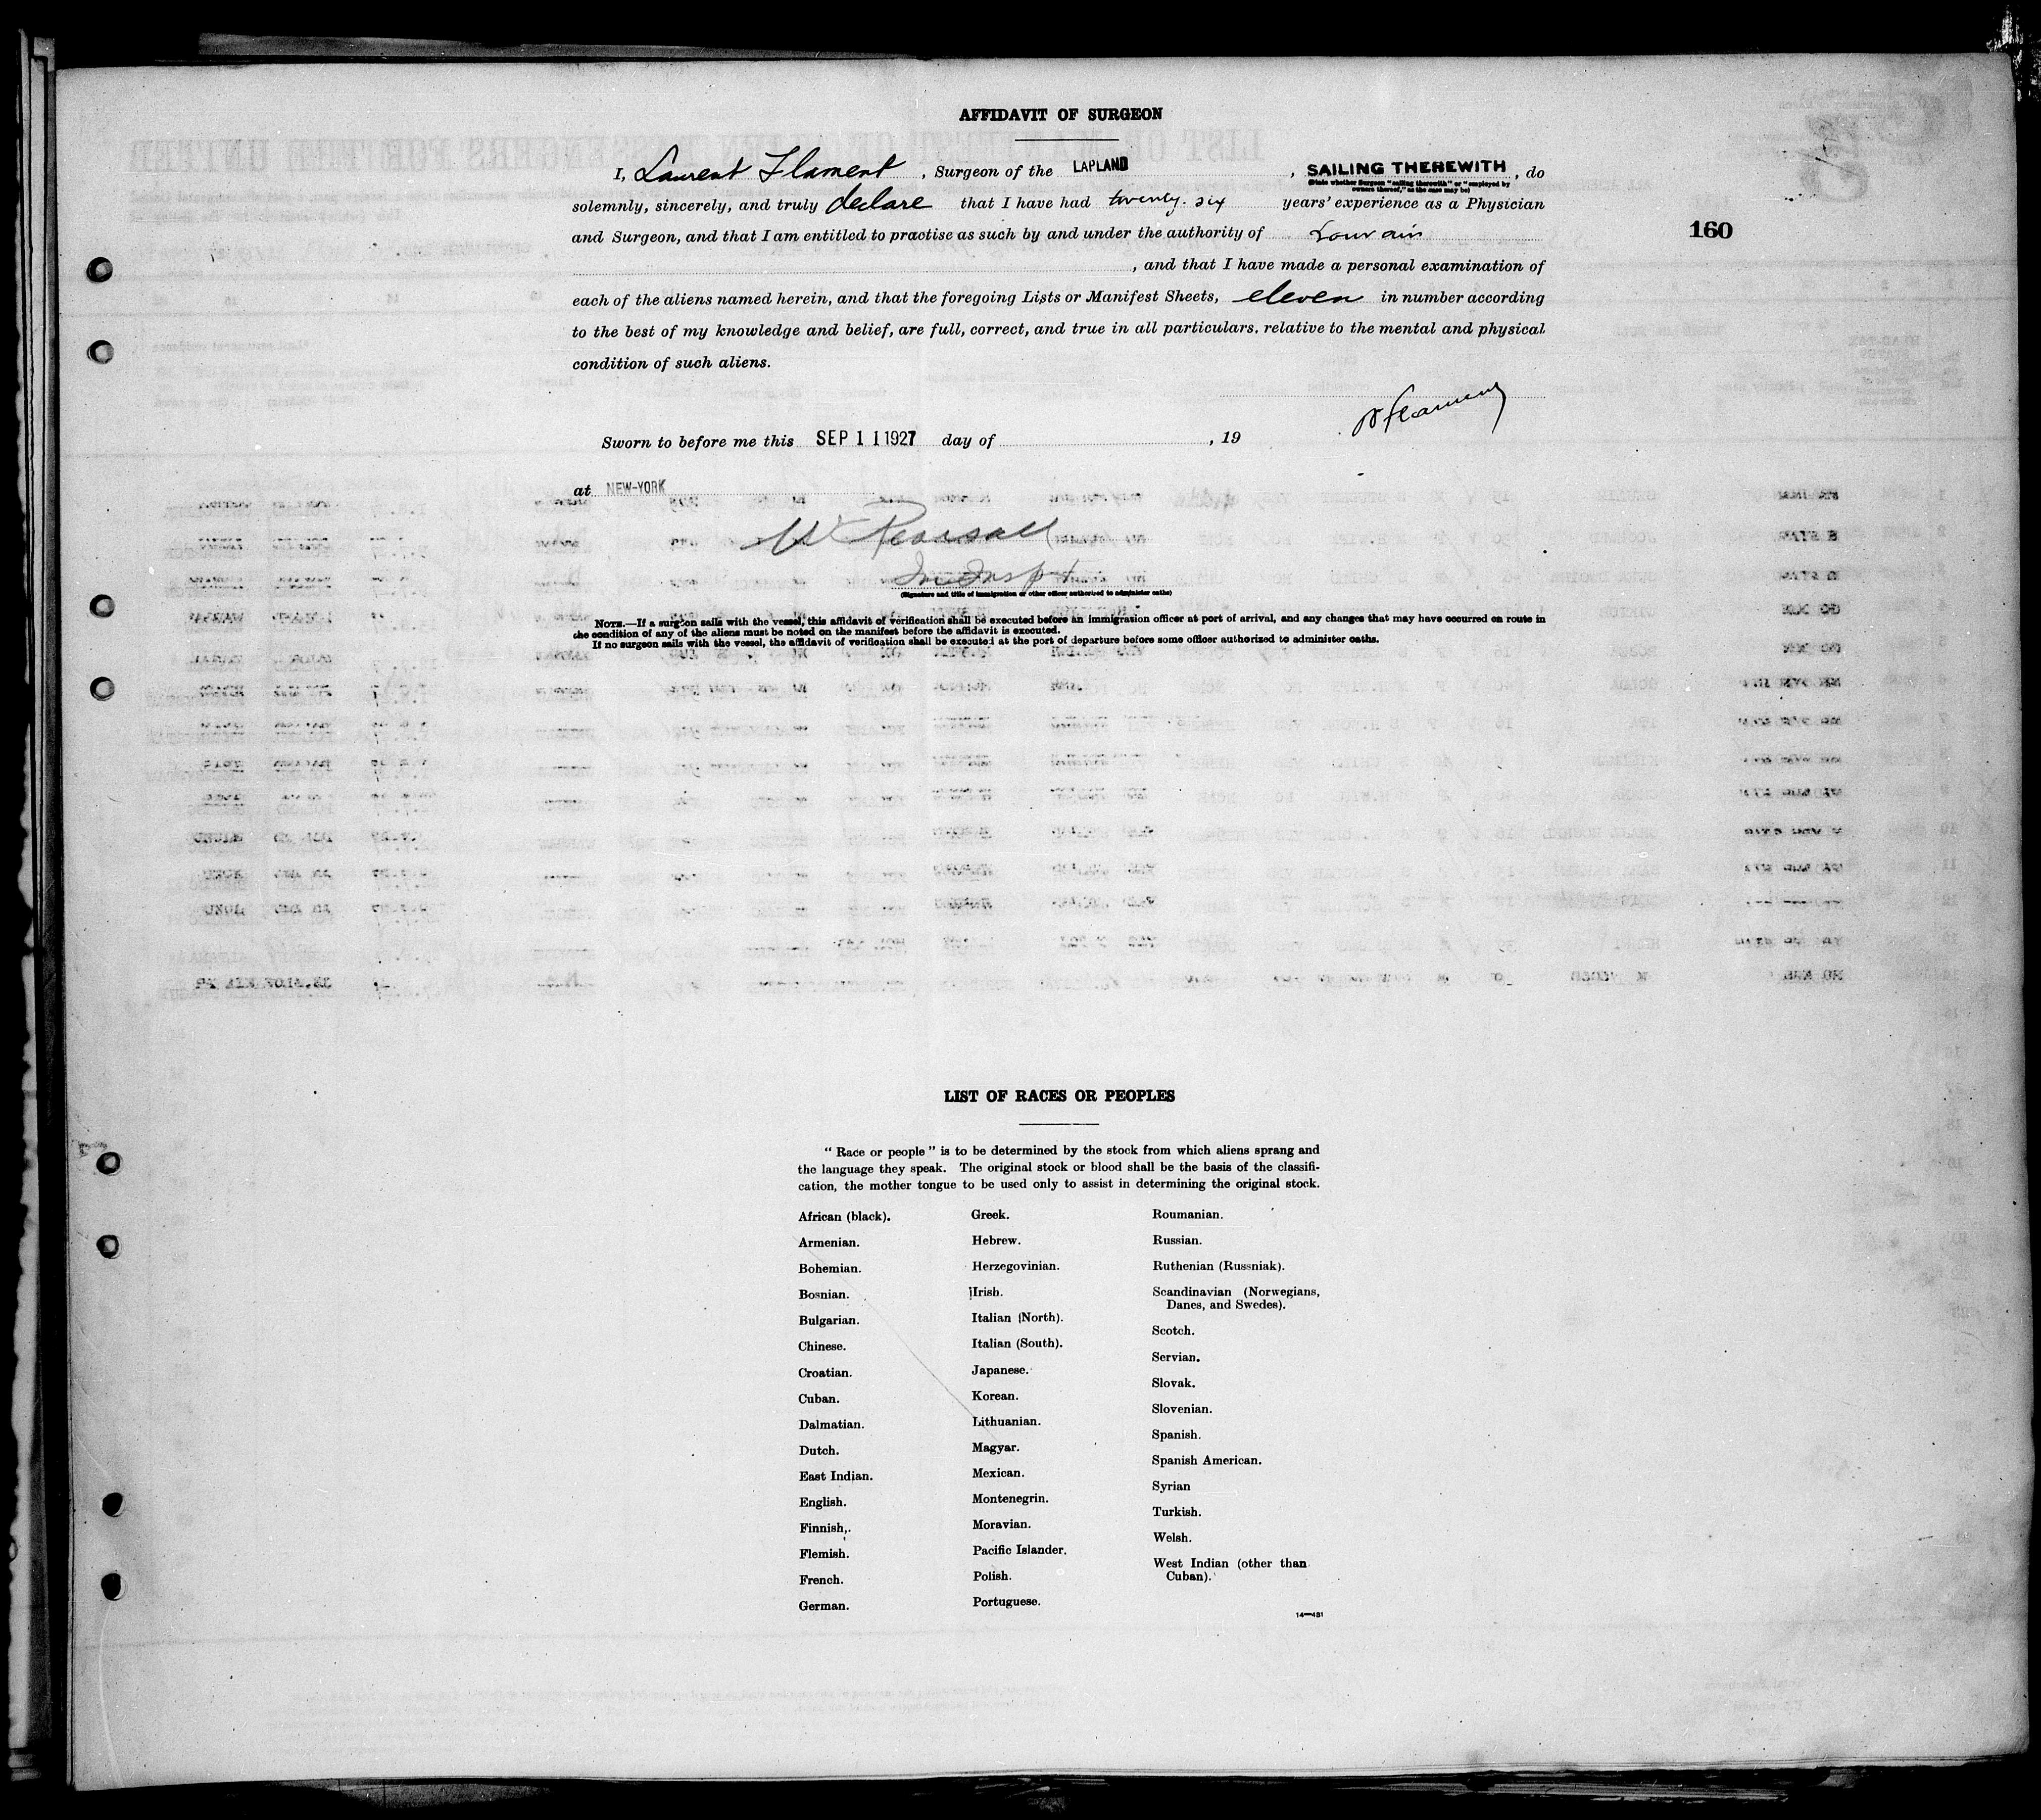 AFFIDAVIT OF SURGEON
I, Laurent Flament, Surgeon of the LAPLAND, SAILING THEREWITH, do
(State whether Surgeon "sailing therewith" or "employed by
owners thereof," as the case may be)
solemnly, sincerely, and truly declare that I have had twenty-six years' experience as a Physician
160
and Surgeon, and that I am entitled to practise as such by and under the authority of Louvain
, and that I have made a personal examination of
each of the aliens named herein, and that the foregoing Lists or Manifest Sheets, eleven in number according
to the best of my knowledge and belief, are full, correct, and true in all particulars, relative to the mental and physical
condition of such aliens.
Sworn to before me this SEP 11 1927 day of , 19
at NEW-YORK
(Signature and title of immigration or other officer authorized to administer oaths)
NOTE.—If a surgeon sails with the vessel, this affidavit of verification shall be executed before an immigration officer at port of arrival, and any changes that may have occurred en route in
the condition of any of the aliens must be noted on the manifest before the affidavit is executed.
If no surgeon sails with the vessel, the affidavit of verification shall be executed at the port of departure before some officer authorized to administer oaths.
LIST OF RACES OR PEOPLES
"Race or people" is to be determined by the stock from which aliens sprang and
the language they speak. The original stock or blood shall be the basis of the classifi-
cation, the mother tongue to be used only to assist in determining the original stock.
African (black).
Armenian.
Bohemian.
Bosnian.
Bulgarian.
Chinese.
Croatian.
Cuban.
Dalmatian.
Dutch.
East Indian.
English.
Finnish.
Flemish.
French.
German.
Greek.
Hebrew.
Herzegovinian.
Irish.
Italian (North).
Italian (South).
Japanese.
Korean.
Lithuanian.
Magyar.
Mexican.
Montenegrin.
Moravian.
Pacific Islander.
Polish.
Portuguese.
Roumanian.
Russian.
Ruthenian (Russniak).
Scandinavian (Norwegians,
Danes, and Swedes).
Scotch.
Servian.
Slovak.
Slovenian.
Spanish.
Spanish American.
Syrian
Turkish.
Welsh.
West Indian (other than
Cuban).
14—431